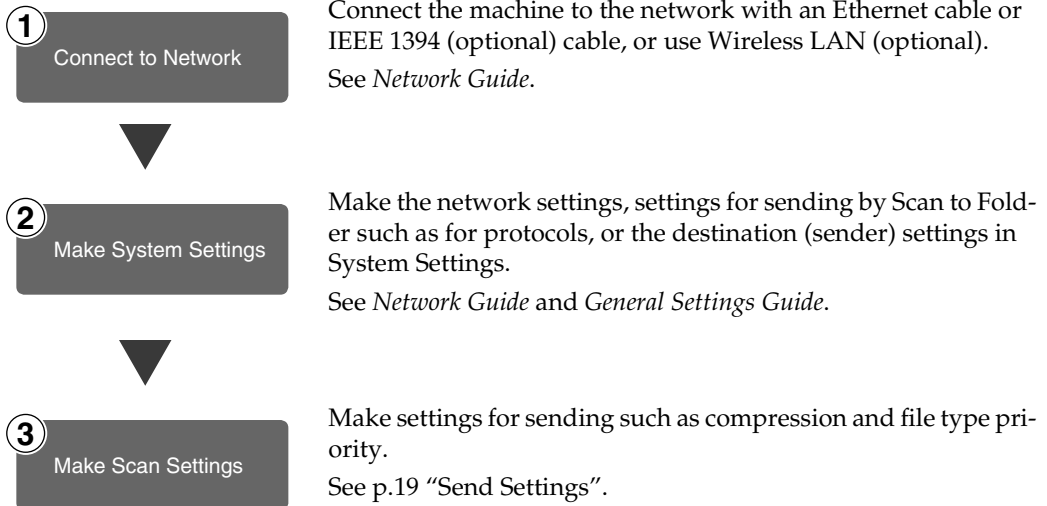 1
Connect to Network
Connect the machine to the network with an Ethernet cable or
IEEE 1394 (optional) cable, or use Wireless LAN (optional).
See Network Guide.
2
Make System Settings
Make the network settings, settings for sending by Scan to Fold-
er such as for protocols, or the destination (sender) settings in
System Settings.
See Network Guide and General Settings Guide.
3
Make Scan Settings
Make settings for sending such as compression and file type pri-
ority.
See p.19 “Send Settings”.